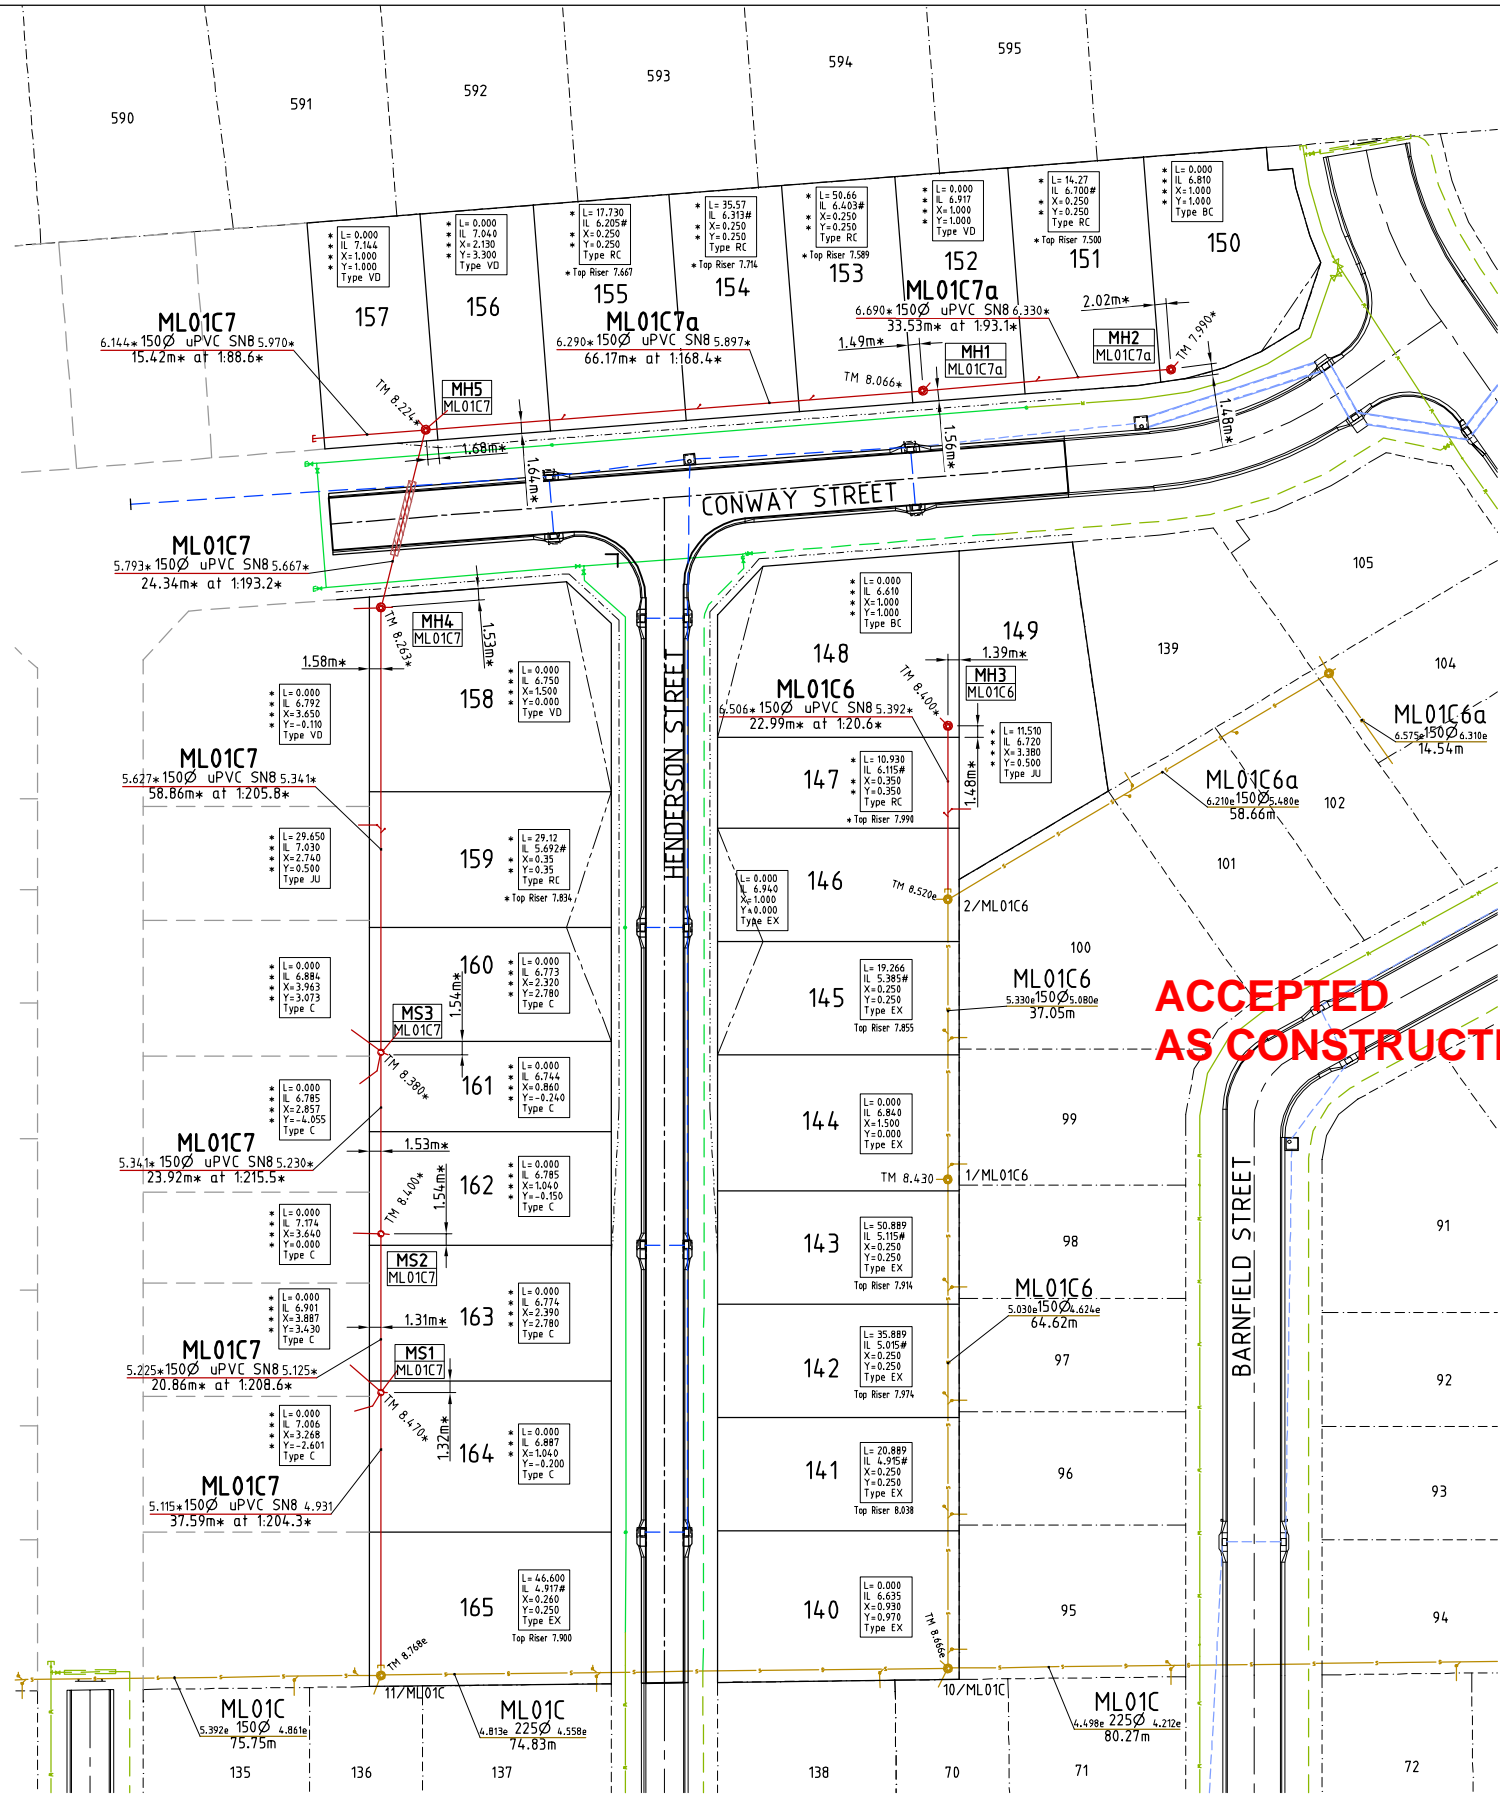 595
594
593
592
591
590
* L= 0.000
* IL 7.144
* X=1.000
* Y=1.000
* Type VD
157
* L= 0.000
* IL 7.040
* X=2.130
* Y=3.300
* Type VD
156
* L= 17.730
IL 6.205#
* X=0.250
* Y=0.250
Type RC
* Top Riser 7.667
155
* L= 35.57
IL 6.313#
* X=0.250
* Y=0.250
Type RC
* Top Riser 7.714
154
* L= 50.66
* IL 6.403#
* X=0.250
* Y=0.250
Type RC
* Top Riser 7.589
153
* L= 0.000
* IL 6.917
* X=1.000
* Y=1.000
Type VD
152
* L= 14.27
IL 6.700#
* X=0.250
* Y=0.250
Type RC
* Top Riser 7.500
151
* L= 0.000
* IL 6.810
* X=1.000
* Y=1.000
Type BC
150
ML01C7
6.144* 150Ø uPVC SN8 5.970*
15.42m* at 1:88.6*
ML01C7a
6.290* 150Ø uPVC SN8 5.897*
66.17m* at 1:168.4*
ML01C7a
6.690* 150Ø uPVC SN8 6.330*
33.53m* at 1:93.1*
2.02m*
1.49m*
MH1
ML01C7a
MH2
ML01C7a
TM 7.990*
TM 8.066*
TM 8.224*
MH5
ML01C7
1.68m*
1.64m*
1.56m*
1.48m*
CONWAY STREET
ML01C7
5.793* 150Ø uPVC SN8 5.667*
24.34m* at 1:193.2*
MH4
ML01C7
TM 8.263*
1.53m*
1.58m*
105
* L= 0.000
* IL 6.610
* X=1.000
* Y=1.000
Type BC
148
149
1.39m*
139
104
TM 8.400*
MH3
ML01C6
* L= 0.000
* IL 6.750
* X=1.500
* Y=0.000
Type VD
158
* L= 0.000
* IL 6.792
* X=3.650
* Y=-0.110
Type VD
HENDERSON STREET
ML01C6
6.506* 150Ø uPVC SN8 5.392*
22.99m* at 1:20.6*
* L= 11.510
* IL 6.720
* X=3.380
* Y=0.500
Type JU
1.48m*
ML01C6a
6.575e 150Ø 6.310e
14.54m
ML01C7
5.627* 150Ø uPVC SN8 5.341*
58.86m* at 1:205.8*
147
* L= 10.930
IL 6.115#
* X=0.350
* Y=0.350
Type RC
* Top Riser 7.990
ML01C6a
6.210e 150Ø 5.480e
58.66m
102
* L= 29.650
* IL 7.030
* X=2.740
* Y=0.500
Type JU
159
* L= 29.12
* IL 5.692#
* X=0.35
* Y=0.35
Type RC
* Top Riser 7.834
146
L= 0.000
IL 6.940
X=1.000
Y=0.000
Type EX
TM 8.520e
2/ML01C6
101
100
* L= 0.000
* IL 6.884
* X=3.963
* Y=3.073
Type C
160
* L= 0.000
* IL 6.773
* X=2.320
* Y=2.780
Type C
1.54m*
MS3
ML01C7
145
L= 19.266
IL 5.385#
X=0.250
Y=0.250
Type EX
Top Riser 7.855
ML01C6
5.330e 150Ø 5.080e
37.05m
ACCEPTED
TM 8.380*
* L= 0.000
* IL 6.785
* X=2.857
* Y=-4.055
Type C
161
* L= 0.000
* IL 6.744
* X=0.860
* Y=-0.240
Type C
144
L= 0.000
IL 6.840
X=1.500
Y=0.000
Type EX
99
ML01C7
5.341* 150Ø uPVC SN8 5.230*
23.92m* at 1:215.5*
1.53m*
162
* L= 0.000
* IL 6.785
* X=1.040
* Y=-0.150
Type C
1.54m*
TM 8.400*
TM 8.430
1/ML01C6
* L= 0.000
* IL 7.174
* X=3.640
* Y=0.000
Type C
MS2
ML01C7
143
L= 50.889
IL 5.115#
X=0.250
Y=0.250
Type EX
Top Riser 7.914
98
BARNFIELD STREET
91
* L= 0.000
* IL 6.901
* X=3.887
* Y=3.430
Type C
1.31m*
163
* L= 0.000
* IL 6.774
* X=2.390
* Y=2.780
Type C
ML01C6
5.030e 150Ø 4.624e
64.62m
ML01C7
5.225* 150Ø uPVC SN8 5.125*
20.86m* at 1:208.6*
MS1
ML01C7
142
L= 35.889
IL 5.015#
X=0.250
Y=0.250
Type EX
Top Riser 7.974
97
92
TM 8.470*
* L= 0.000
* IL 7.006
* X=3.268
* Y=-2.601
Type C
1.32m*
164
* L= 0.000
* IL 6.887
* X=1.040
Y=-0.200
Type C
141
L= 20.889
IL 4.915#
X=0.250
Y=0.250
Type EX
Top Riser 8.038
96
93
ML01C7
5.115* 150Ø uPVC SN8 4.931
37.59m* at 1:204.3*
165
L= 46.600
IL 4.917#
X=0.260
Y=0.250
Type EX
Top Riser 7.900
140
L= 0.000
IL 6.635
X=0.930
Y=0.970
Type EX
TM 8.666e
95
94
TM 8.768e
11/ML01C
10/ML01C
ML01C
5.392e 150Ø 4.861e
75.75m
ML01C
4.813e 225Ø 4.558e
74.83m
ML01C
4.498e 225Ø 4.212e
80.27m
135
136
137
138
70
71
72